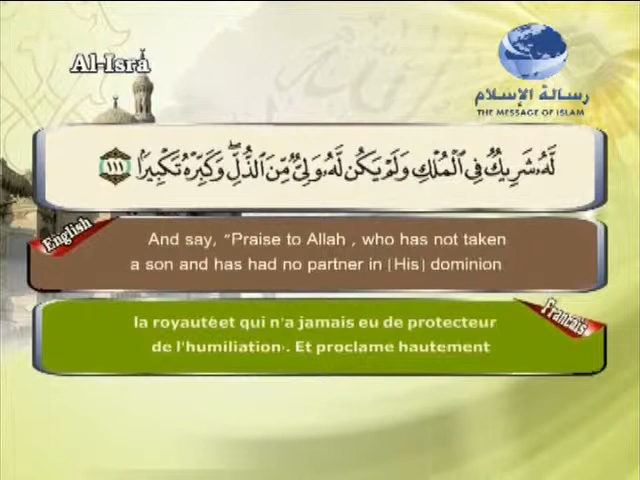 Al-Isrá
رسالة الإسلام
THE MESSAGE OF ISLAM
لَّهُۥ شَرِيكٌ فِي ٱلْمُلْكِ وَلَمْ يَكُن لَّهُۥ وَلِىٌّ مِّنَ ٱلذُّلِّ ۖ وَكَبِّرْهُ تَكْبِيرًۢا ١١١
English
And say, “Praise to Allah , who has not taken
a son and has had no partner in [His] dominion
Francais
la royautéet qui n'a jamais eu de protecteur
de l'humiliation‹. Et proclame hautement